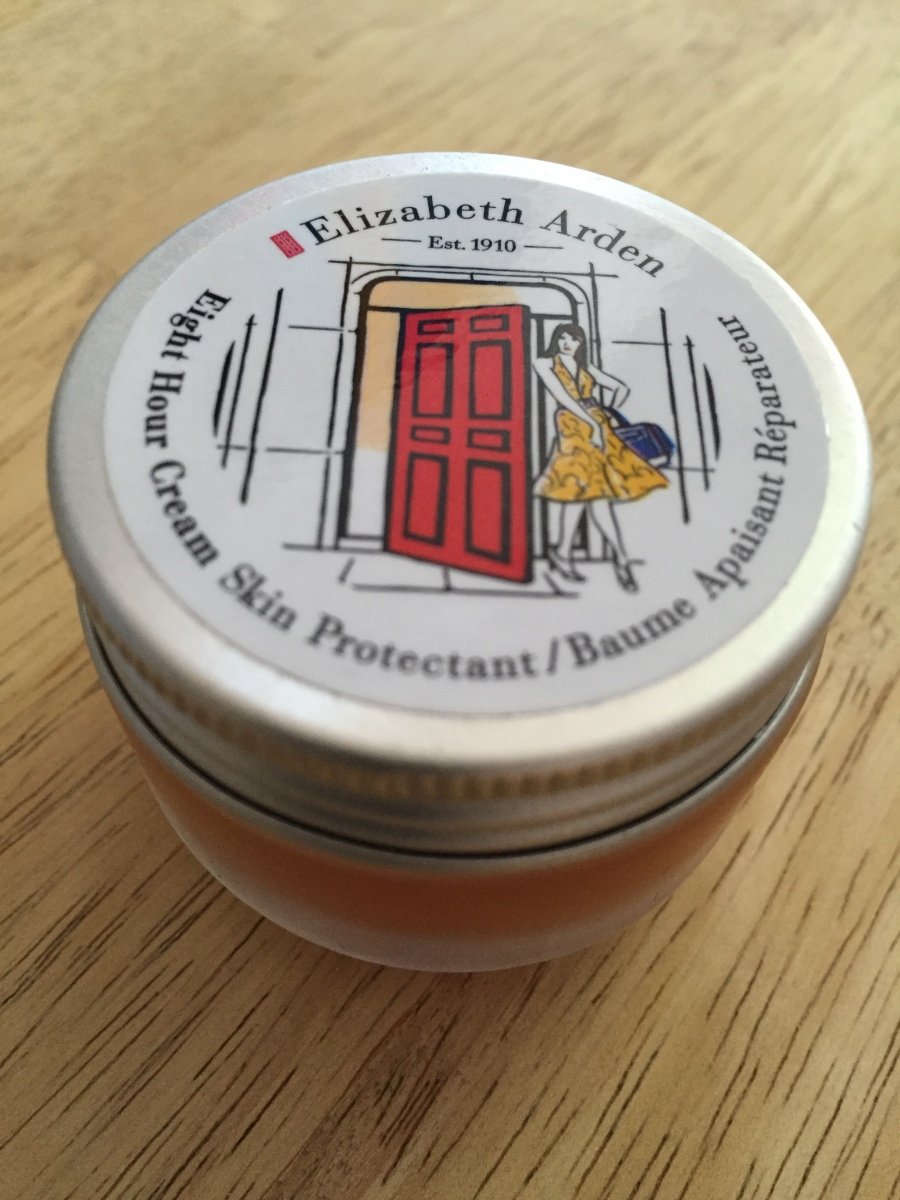 Elizabeth Arden
Est. 1910
Eight Hour Cream Skin Protectant / Baume Apaisant Réparateur